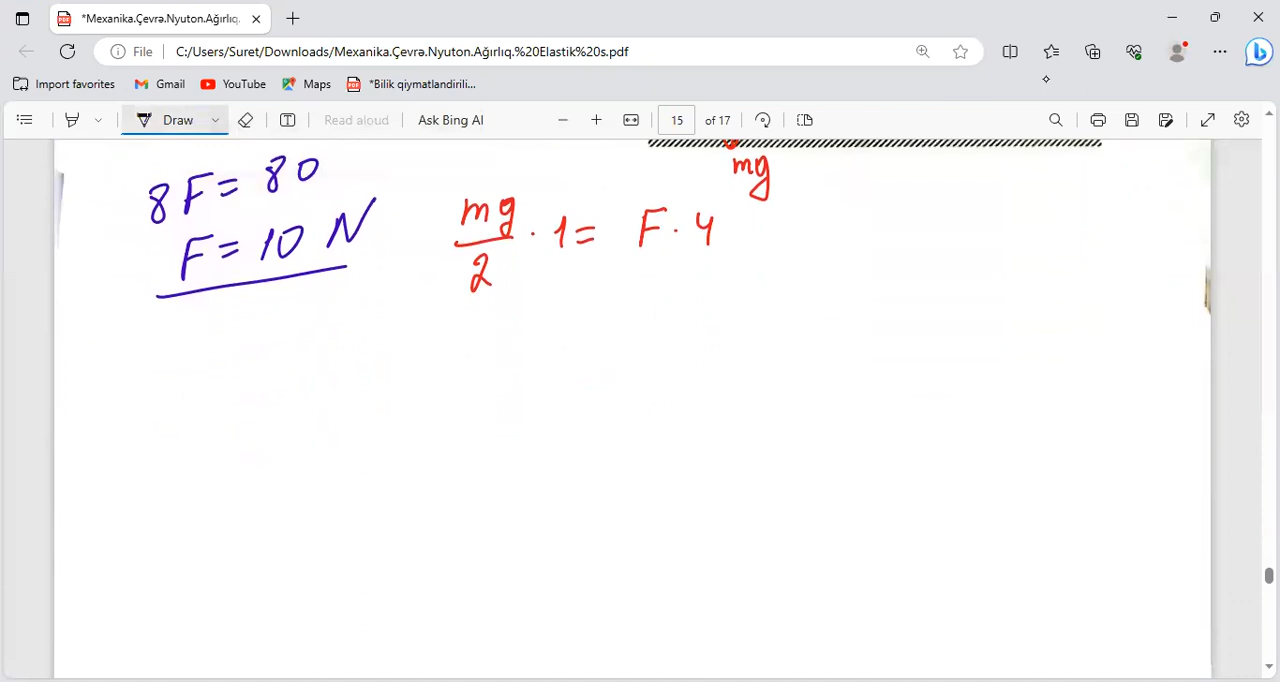 *Mexanika.Çevrə.Nyuton.Ağırlıq.
File C:/Users/Suret/Downloads/Mexanika.Çevrə.Nyuton.Ağırlıq.%20Elastik%20s.pdf
Import favorites Gmail YouTube Maps *Bilik qiymatlandirili...
Draw Read aloud Ask Bing AI 15 of 17
mg
8F = 80
F = 10 N
mg/2 · 1 = F · 4